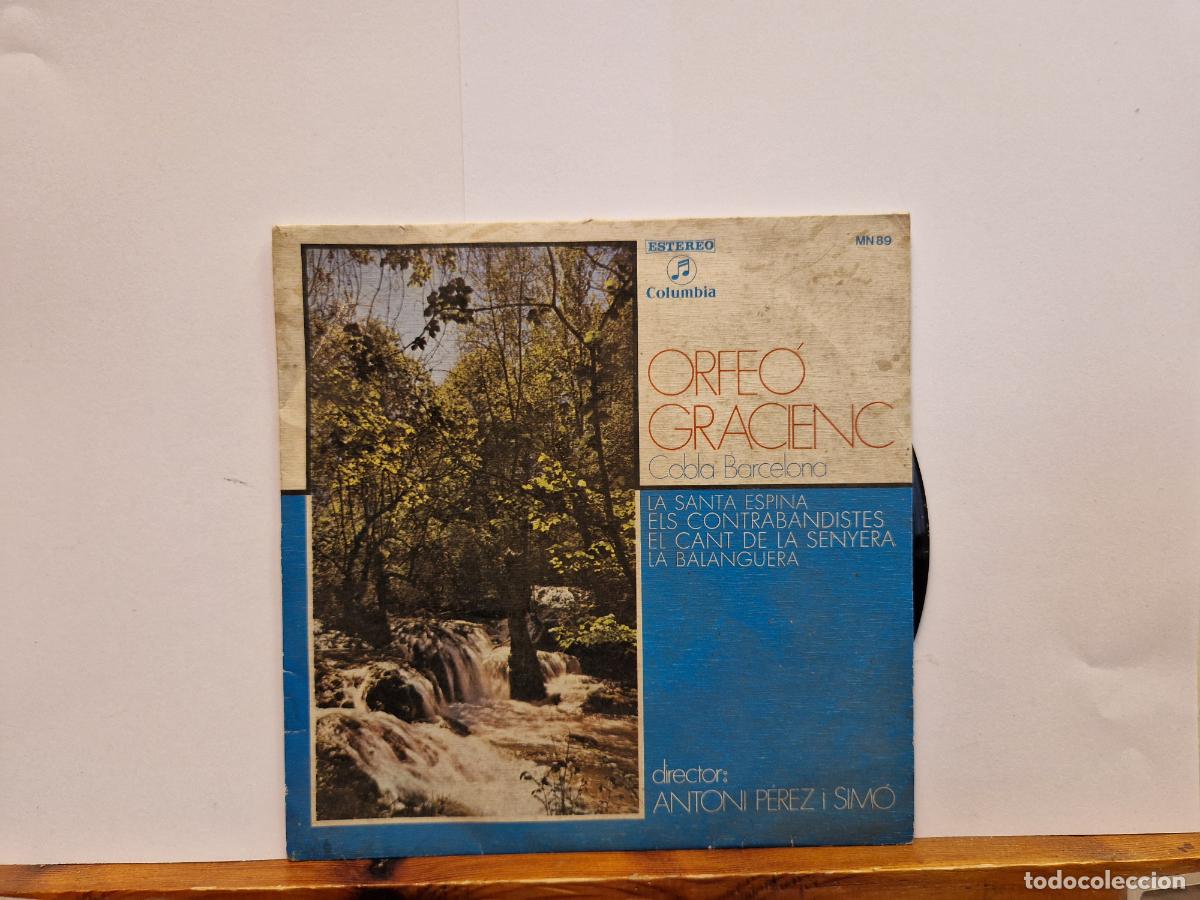 ESTEREO
Columbia
MN 89
ORFEÓ
GRACIENC
Cobla Barcelona
LA SANTA ESPINA
ELS CONTRABANDISTES
EL CANT DE LA SENYERA
LA BALANGUERA
director:
ANTONI PÉREZ i SIMÓ
todocoleccion